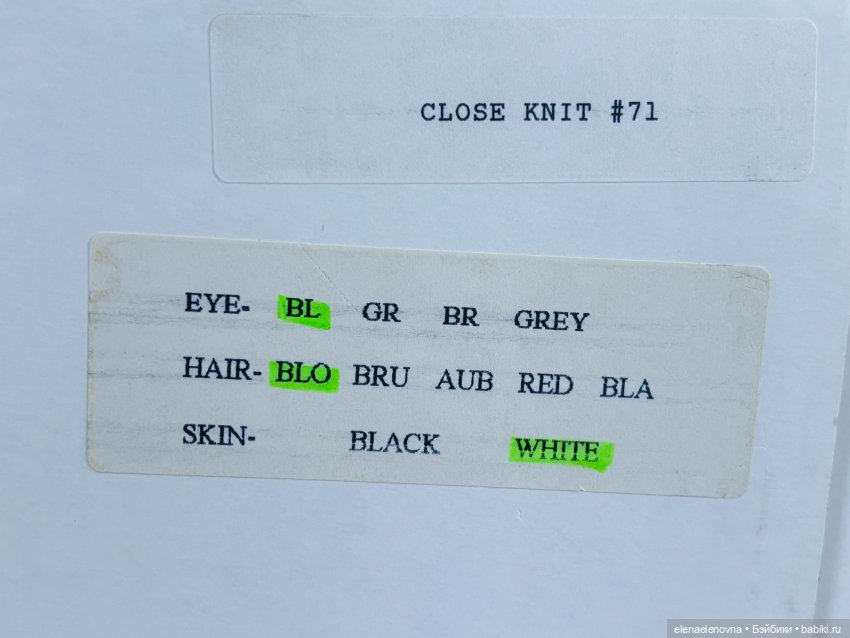 CLOSE KNIT #71
EYE- BL GR BR GREY
HAIR- BLO BRU AUB RED BLA
SKIN- BLACK WHITE
elenaelenovna • Бэйбики • babiki.ru